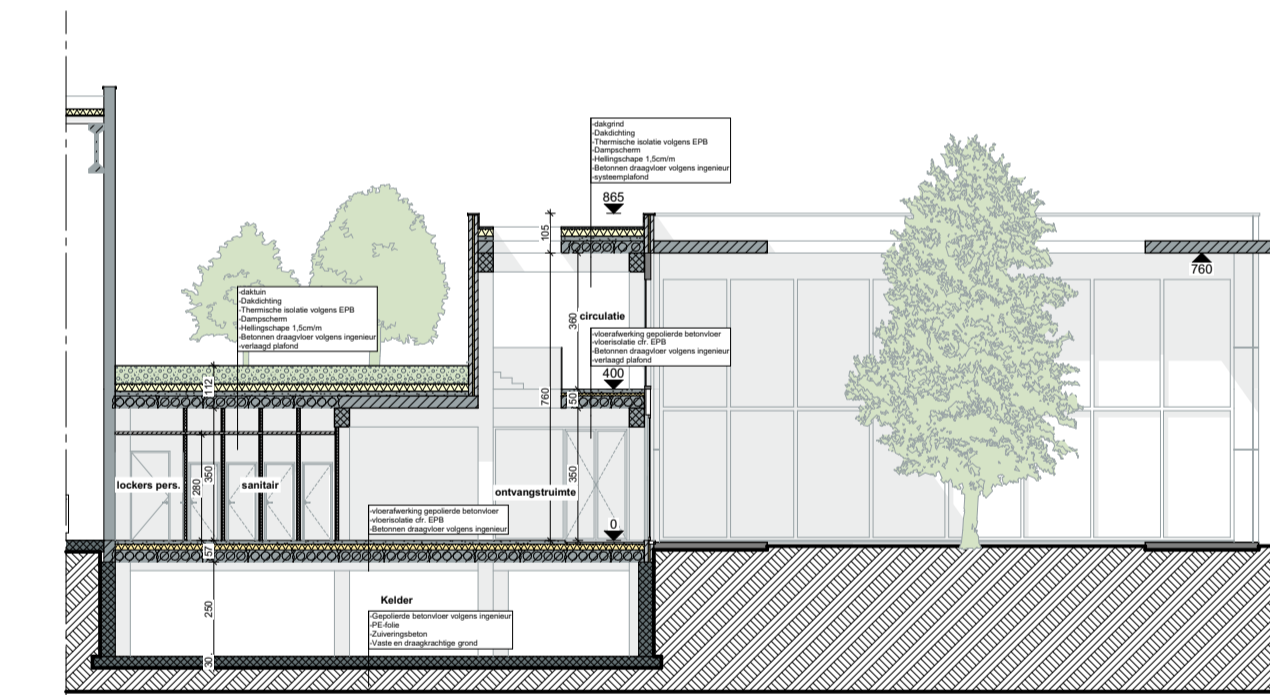 -dakgrind
-Dakdichting
-Thermische isolatie volgens EPB
-Dampscherm
-Hellingschape 1,5cm/m
-Betonnen draagvloer volgens ingenieur
-systeemplafond
865
105
760
-daktuin
-Dakdichting
-Thermische isolatie volgens EPB
-Dampscherm
-Hellingschape 1,5cm/m
-Betonnen draagvloer volgens ingenieur
-verlaagd plafond
360
circulatie
-vloerafwerking gepolierde betonvloer
-vloerisolatie cfr. EPB
-Betonnen draagvloer volgens ingenieur
-verlaagd plafond
400
112
760
50
lockers pers.
280
350
sanitair
350
ontvangstruimte
-vloerafwerking gepolierde betonvloer
-vloerisolatie cfr. EPB
-Betonnen draagvloer volgens ingenieur
0
57
250
Kelder
-Gepolierde betonvloer volgens ingenieur
-PE-folie
-Zuiveringsbeton
-Vaste en draagkrachtige grond
30